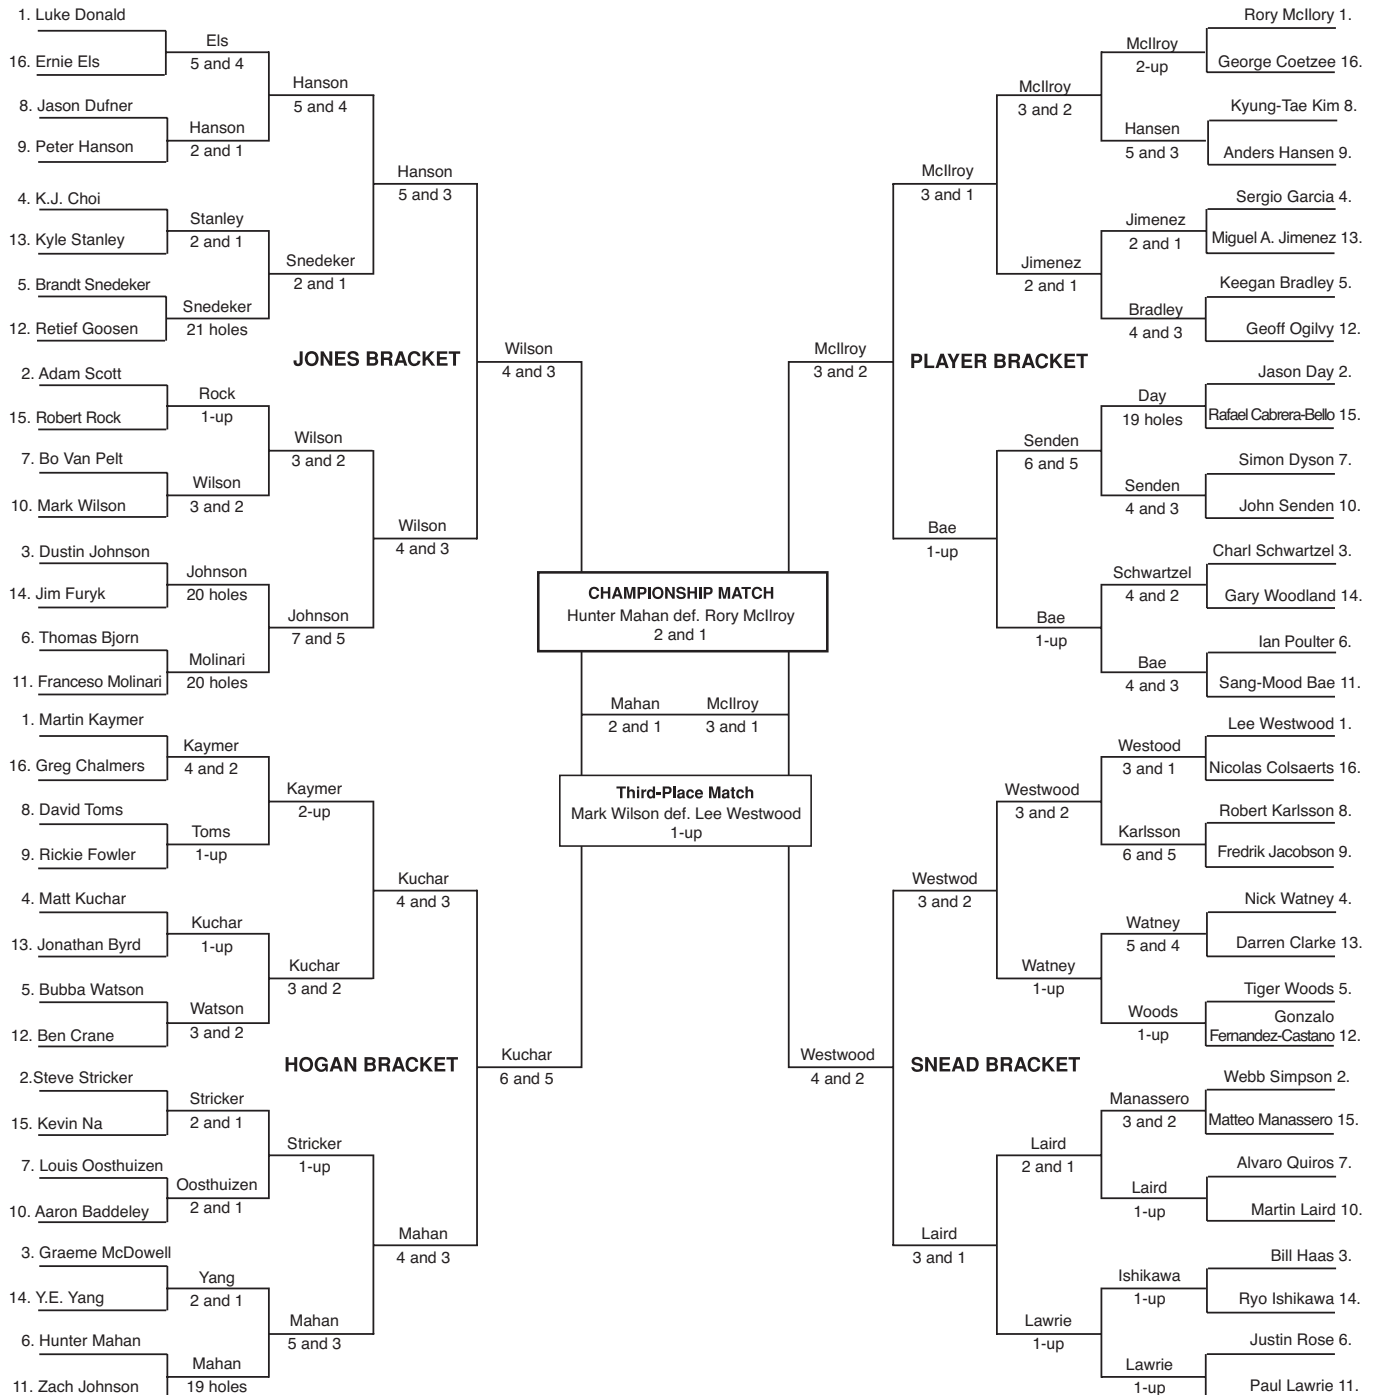 1. Luke Donald
16. Ernie Els
8. Jason Dufner
9. Peter Hanson
4. K.J. Choi
13. Kyle Stanley
5. Brandt Snedeker
12. Retief Goosen
2. Adam Scott
15. Robert Rock
7. Bo Van Pelt
10. Mark Wilson
3. Dustin Johnson
14. Jim Furyk
6. Thomas Bjorn
11. Franceso Molinari
Els
5 and 4
Hanson
2 and 1
Stanley
2 and 1
Snedeker
21 holes
Rock
1-up
Wilson
3 and 2
Johnson
20 holes
Molinari
20 holes
Hanson
5 and 4
Snedeker
2 and 1
Wilson
3 and 2
Johnson
7 and 5
Hanson
5 and 3
Wilson
4 and 3
JONES BRACKET
Wilson
4 and 3
1. Martin Kaymer
16. Greg Chalmers
8. David Toms
9. Rickie Fowler
4. Matt Kuchar
13. Jonathan Byrd
5. Bubba Watson
12. Ben Crane
2.Steve Stricker
15. Kevin Na
7. Louis Oosthuizen
10. Aaron Baddeley
3. Graeme McDowell
14. Y.E. Yang
6. Hunter Mahan
11. Zach Johnson
Kaymer
4 and 2
Toms
1-up
Kuchar
1-up
Watson
3 and 2
Stricker
2 and 1
Oosthuizen
2 and 1
Yang
2 and 1
Mahan
19 holes
Kaymer
2-up
Kuchar
3 and 2
Stricker
1-up
Mahan
5 and 3
Kuchar
4 and 3
Mahan
4 and 3
HOGAN BRACKET
Kuchar
6 and 5
CHAMPIONSHIP MATCH
Hunter Mahan def. Rory McIlroy
2 and 1
Mahan
2 and 1
McIlroy
3 and 1
Third-Place Match
Mark Wilson def. Lee Westwood
1-up
McIlroy
3 and 2
PLAYER BRACKET
McIlroy
3 and 1
Bae
1-up
McIlroy
3 and 2
Jimenez
2 and 1
Senden
6 and 5
Bae
1-up
McIlroy
2-up
Hansen
5 and 3
Jimenez
2 and 1
Bradley
4 and 3
Day
19 holes
Senden
4 and 3
Schwartzel
4 and 2
Bae
4 and 3
Rory McIlory 1.
George Coetzee 16.
Kyung-Tae Kim 8.
Anders Hansen 9.
Sergio Garcia 4.
Miguel A. Jimenez 13.
Keegan Bradley 5.
Geoff Ogilvy 12.
Jason Day 2.
Rafael Cabrera-Bello 15.
Simon Dyson 7.
John Senden 10.
Charl Schwartzel 3.
Gary Woodland 14.
Ian Poulter 6.
Sang-Mood Bae 11.
Westwood
4 and 2
SNEAD BRACKET
Westwod
3 and 2
Laird
3 and 1
Westwood
3 and 2
Watney
1-up
Laird
2 and 1
Lawrie
1-up
Westood
3 and 1
Karlsson
6 and 5
Watney
5 and 4
Woods
1-up
Manassero
3 and 2
Laird
1-up
Ishikawa
1-up
Lawrie
1-up
Lee Westwood 1.
Nicolas Colsaerts 16.
Robert Karlsson 8.
Fredrik Jacobson 9.
Nick Watney 4.
Darren Clarke 13.
Tiger Woods 5.
Gonzalo
Fernandez-Castano 12.
Webb Simpson 2.
Matteo Manassero 15.
Alvaro Quiros 7.
Martin Laird 10.
Bill Haas 3.
Ryo Ishikawa 14.
Justin Rose 6.
Paul Lawrie 11.